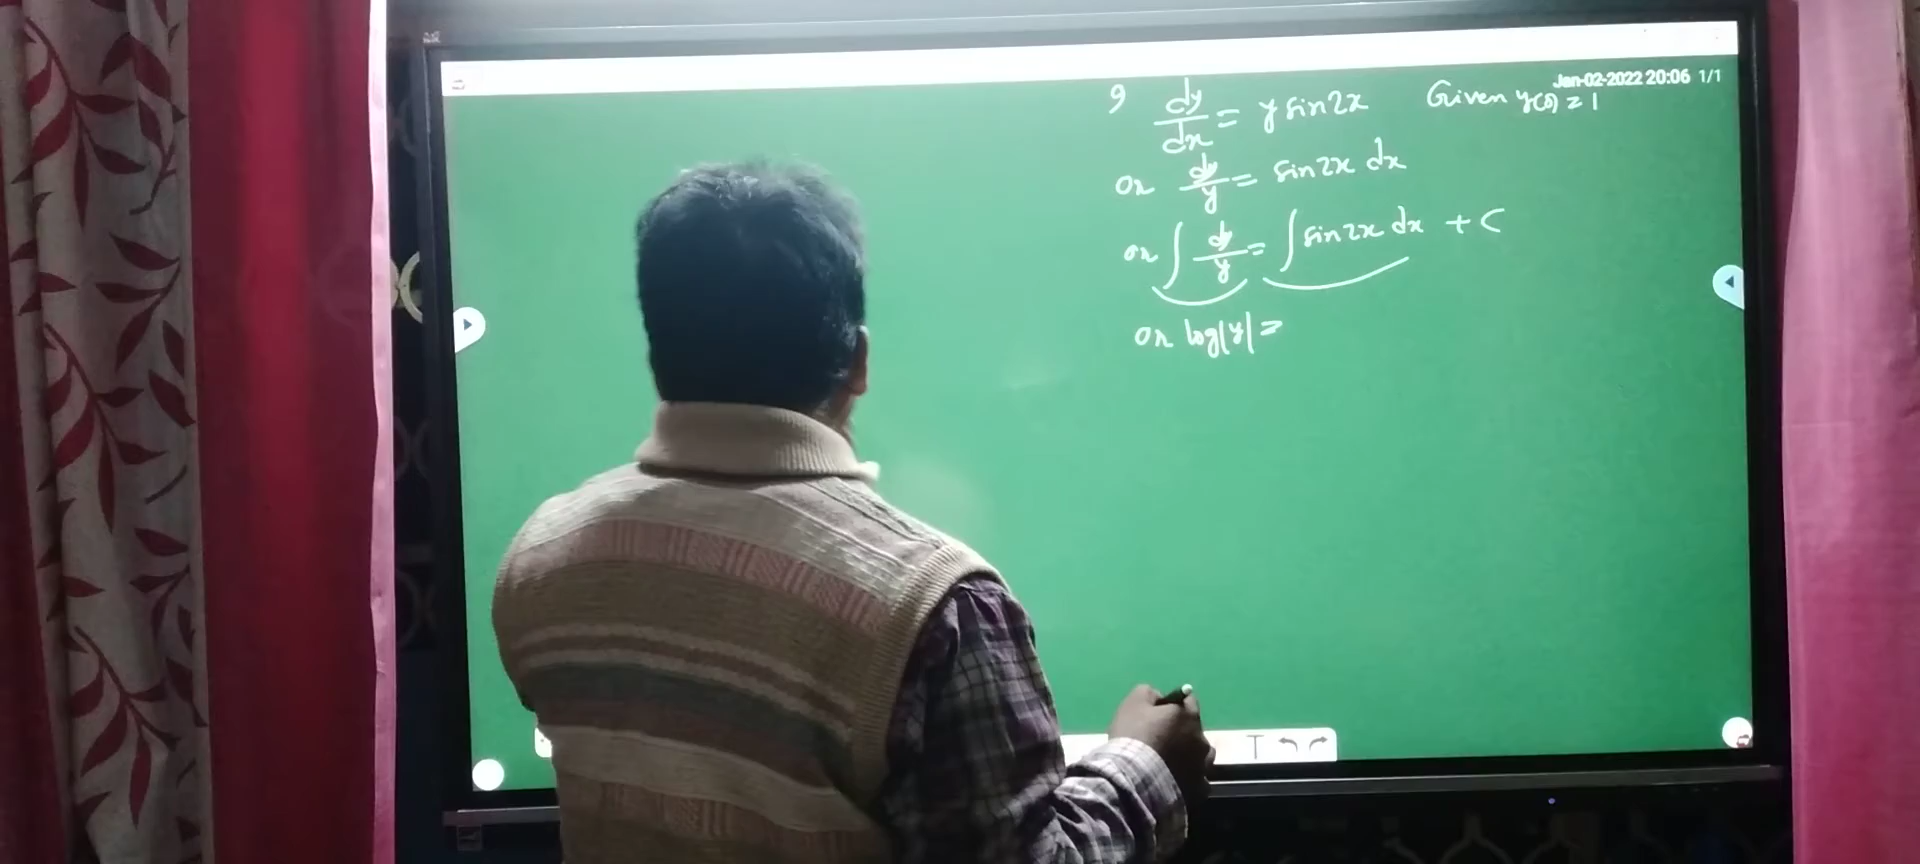 Jan-02-2022 20:06 1/1
9 dy/dx = y sin2x Given y(0) = 1
or dy/y = sin2x dx
or ∫ dy/y = ∫ sin2x dx + c
or log|y| =
T